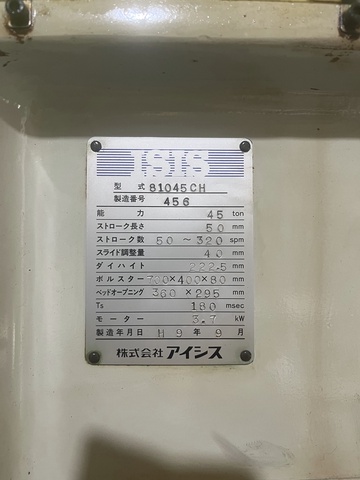 ISIS
型式 81045CH
製造番号 456
能力 45 ton
ストローク長さ 50 mm
ストローク数 50 ~ 320 spm
スライド調整量 40 mm
ダイハイト 222.5 mm
ボルスター 720×400×80 mm
ベッドオープニング 360×295 mm
Ts 180 msec
モーター 3.7 kW
製造年月日 H9年9月
株式会社アイシス